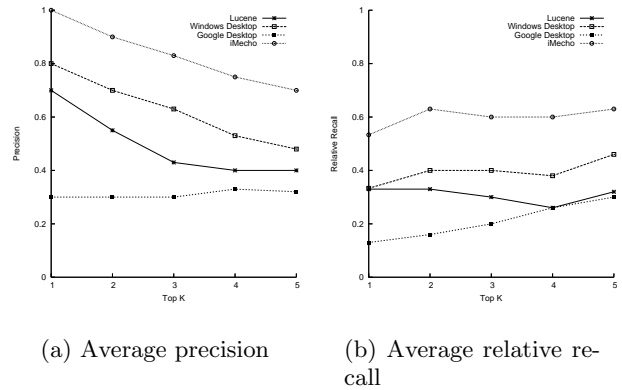 Lucene
Windows Desktop
Google Desktop
iMecho
1
0.8
0.6
0.4
0.2
0
Precision
1 2 3 4 5
Top K
(a) Average precision
Lucene
Windows Desktop
Google Desktop
iMecho
1
0.8
0.6
0.4
0.2
0
Relative Recall
1 2 3 4 5
Top K
(b) Average relative re-
call